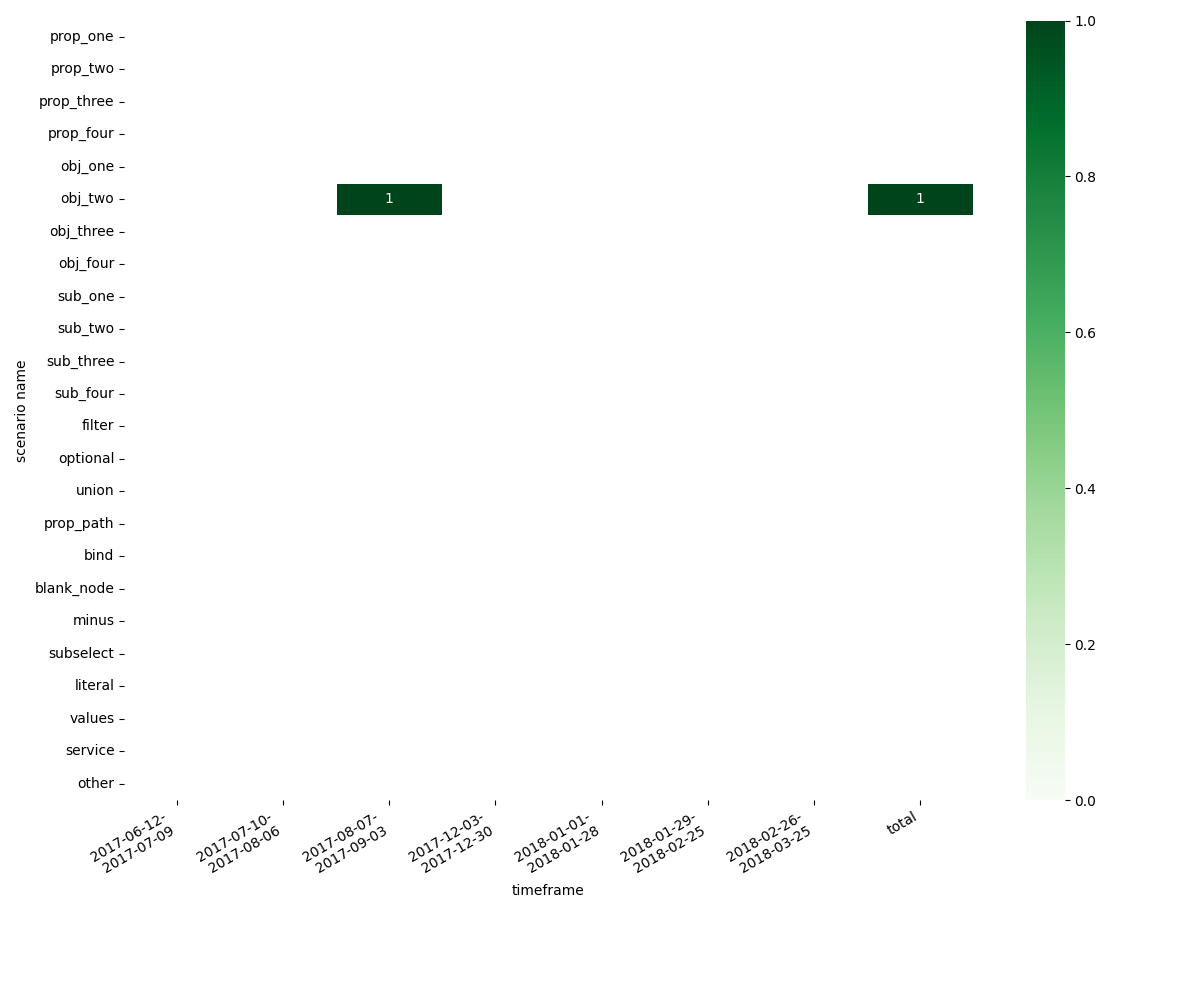 scenario name
prop_one
prop_two
prop_three
prop_four
obj_one
obj_two
obj_three
obj_four
sub_one
sub_two
sub_three
sub_four
filter
optional
union
prop_path
bind
blank_node
minus
subselect
literal
values
service
other
1
1
2017-06-12-
2017-07-09
2017-07-10-
2017-08-06
2017-08-07-
2017-09-03
2017-12-03-
2017-12-30
2018-01-01-
2018-01-28
2018-01-29-
2018-02-25
2018-02-26-
2018-03-25
total
timeframe
1.0
0.8
0.6
0.4
0.2
0.0